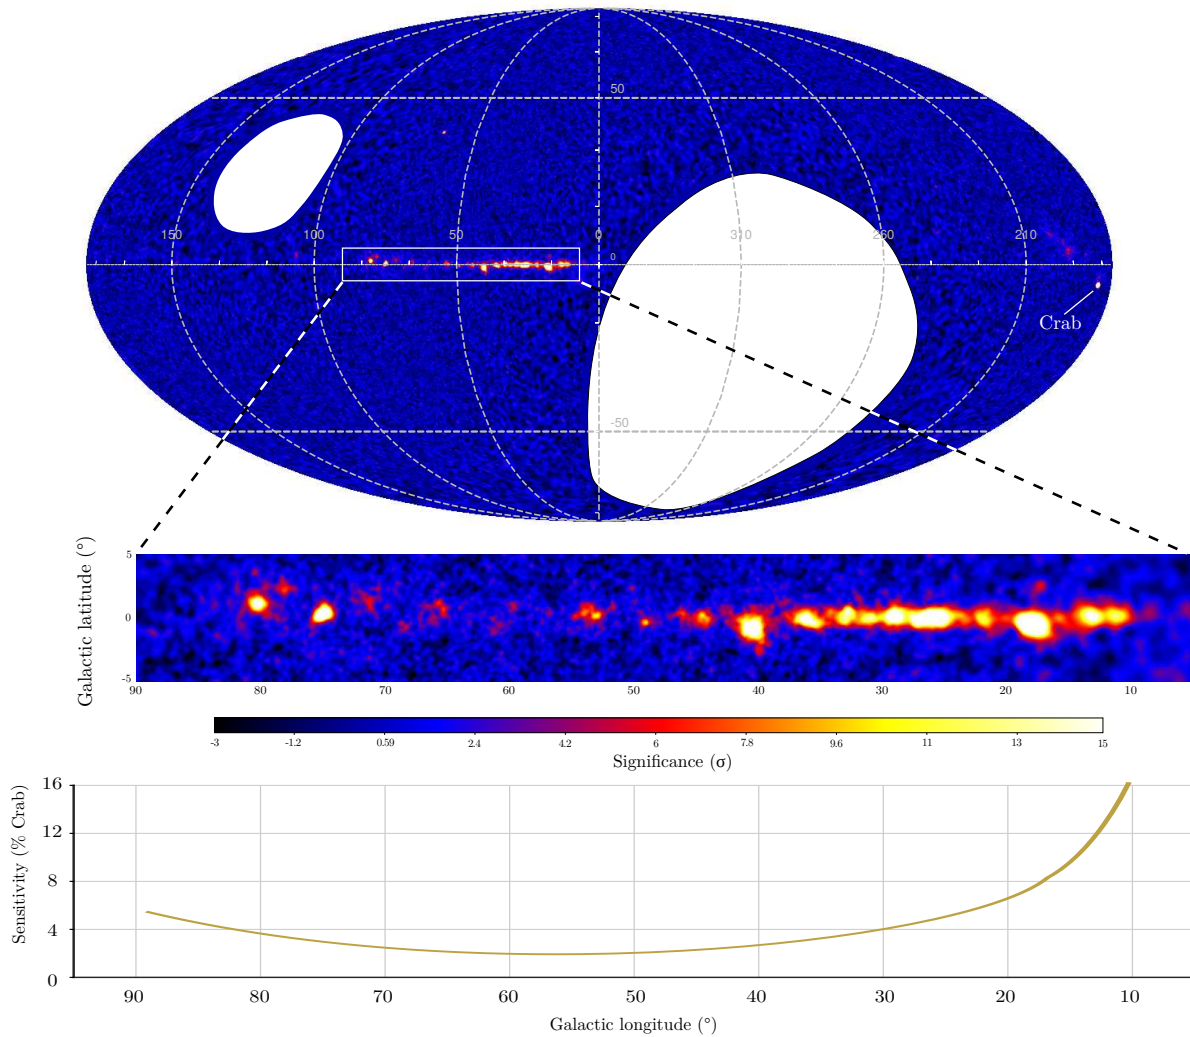 50
150 100 50 0 310 260 210
0
Crab
-50
Galactic latitude (°)
5
0
-5
90 80 70 60 50 40 30 20 10
-3 -1.2 0.59 2.4 4.2 6 7.8 9.6 11 13 15
Significance (σ)
Sensitivity (% Crab)
16
12
8
4
0
90 80 70 60 50 40 30 20 10
Galactic longitude (°)